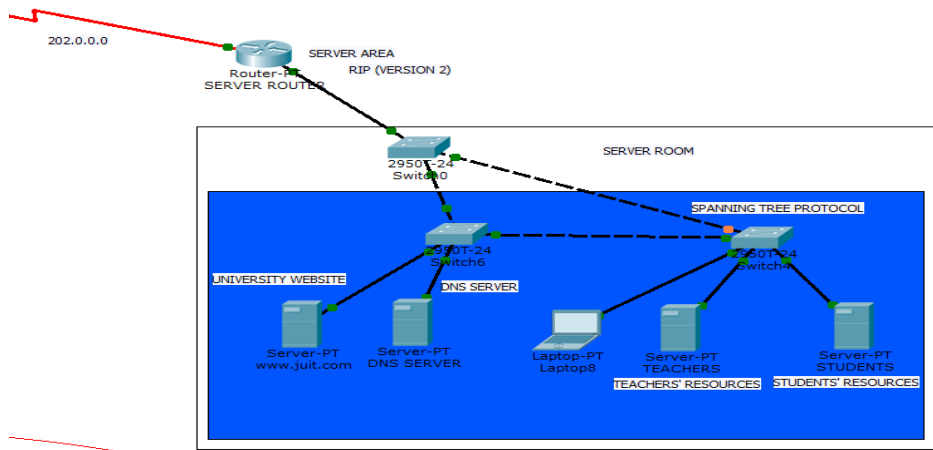 202.0.0.0
SERVER AREA
RIP (VERSION 2)
Router-PT
SERVER ROUTER
SERVER ROOM
2950T-24
Switch0
SPANNING TREE PROTOCOL
2950T-24
Switch6
2950T-24
Switch4
UNIVERSITY WEBSITE
DNS SERVER
Server-PT
www.juit.com
Server-PT
DNS SERVER
Laptop-PT
Laptop8
Server-PT
TEACHERS
Server-PT
STUDENTS
TEACHERS' RESOURCES
STUDENTS' RESOURCES